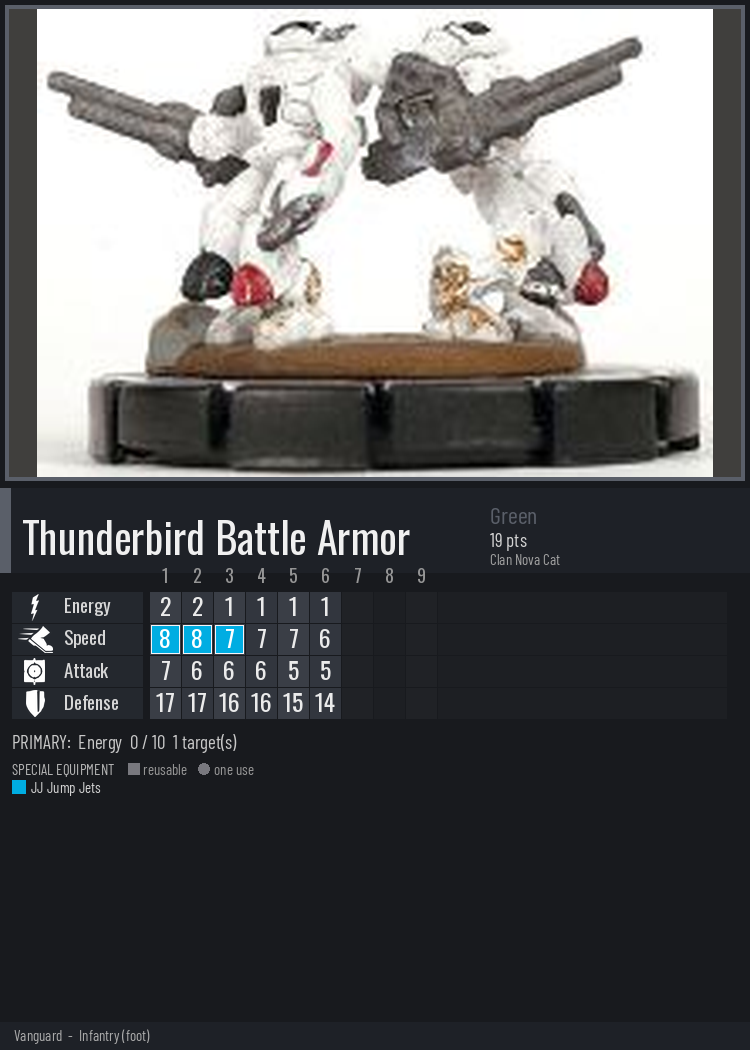 Thunderbird Battle Armor
Green
19 pts
Clan Nova Cat
1 2 3 4 5 6 7 8 9
Energy 2 2 1 1 1 1
Speed 8 8 7 7 7 6
Attack 7 6 6 6 5 5
Defense 17 17 16 16 15 14
PRIMARY: Energy 0 / 10 1 target(s)
SPECIAL EQUIPMENT reusable one use
JJ Jump Jets
Vanguard - Infantry (foot)